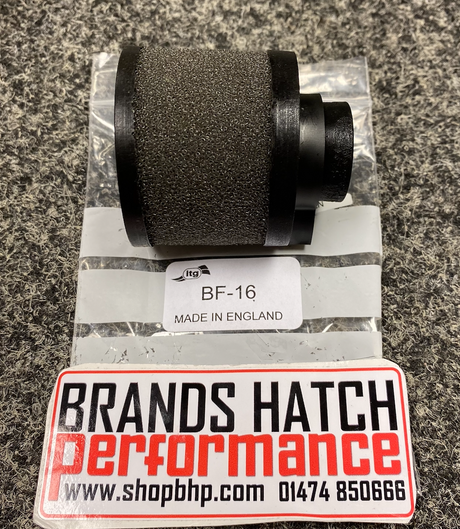 itg
BF-16
MADE IN ENGLAND
BRANDS HATCH
performance
www.shopbhp.com 01474 850666